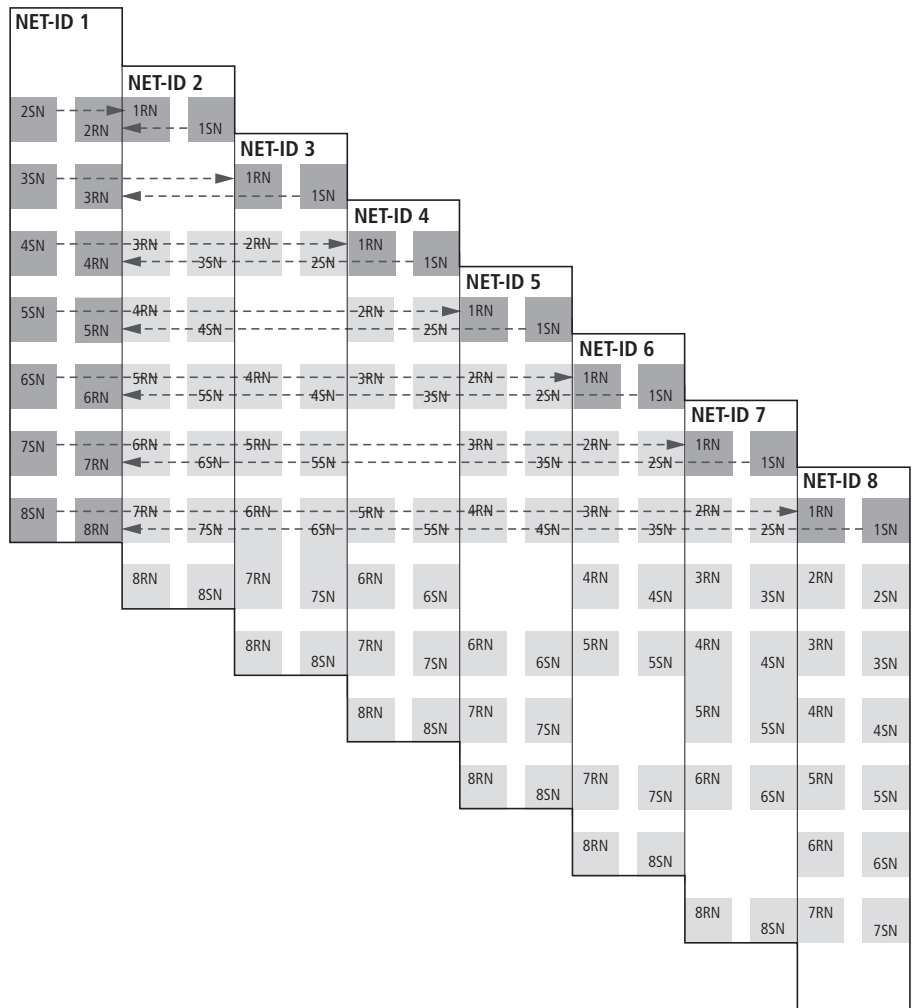 NET-ID 1
NET-ID 2
2SN 1RN
2RN 1SN
NET-ID 3
3SN 1RN
3RN 1SN
NET-ID 4
4SN 3RN 2RN 1RN
4RN 3SN 2SN 1SN
NET-ID 5
5SN 4RN 2RN 1RN
5RN 4SN 2SN 1SN
NET-ID 6
6SN 5RN 4RN 3RN 2RN 1RN
6RN 5SN 4SN 3SN 2SN 1SN
NET-ID 7
7SN 6RN 5RN 3RN 2RN 1RN
7RN 6SN 5SN 3SN 2SN 1SN
NET-ID 8
8SN 7RN 6RN 5RN 4RN 3RN 2RN 1RN
8RN 7SN 6SN 5SN 4SN 3SN 2SN 1SN
8RN 7RN 6RN 4RN 3RN 2RN
8SN 7SN 6SN 4SN 3SN 2SN
8RN 7RN 6RN 5RN 4RN 3RN
8SN 7SN 6SN 5SN 4SN 3SN
8RN 7RN 5RN 4RN
8SN 7SN 5SN 4SN
8RN 7RN 6RN 5RN
8SN 7SN 6SN 5SN
8RN 6RN
8SN 6SN
8RN 7RN
8SN 7SN